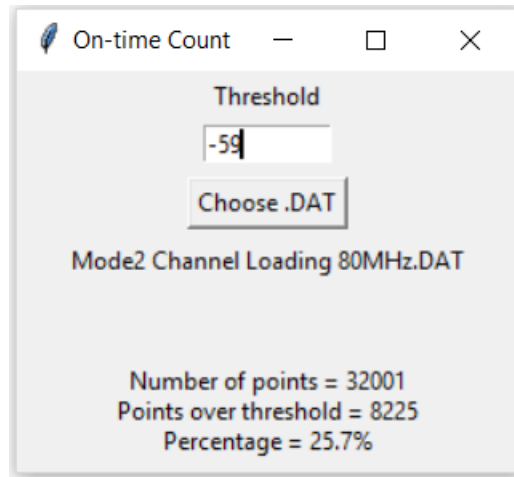 On-time Count
Threshold
-59
Choose .DAT
Mode2 Channel Loading 80MHz.DAT
Number of points = 32001
Points over threshold = 8225
Percentage = 25.7%